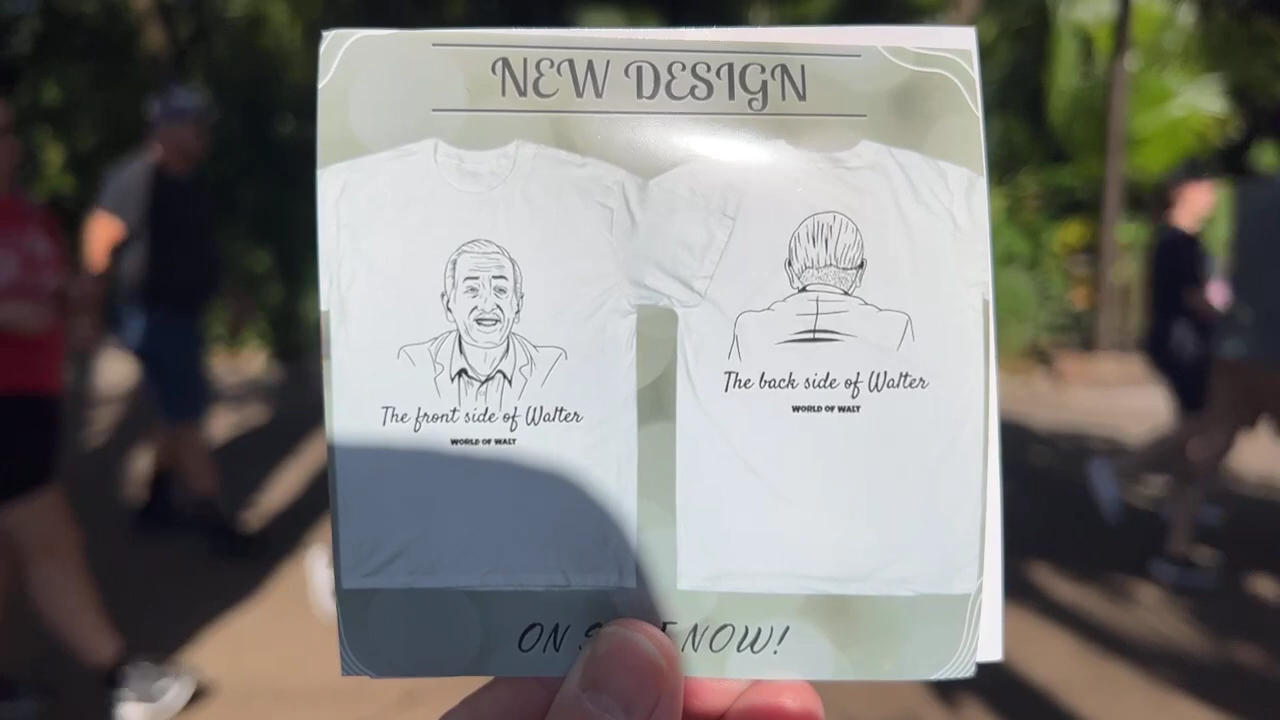 NEW DESIGN
The front side of Walter
WORLD OF WALT
The back side of Walter
WORLD OF WALT
ON NOW!